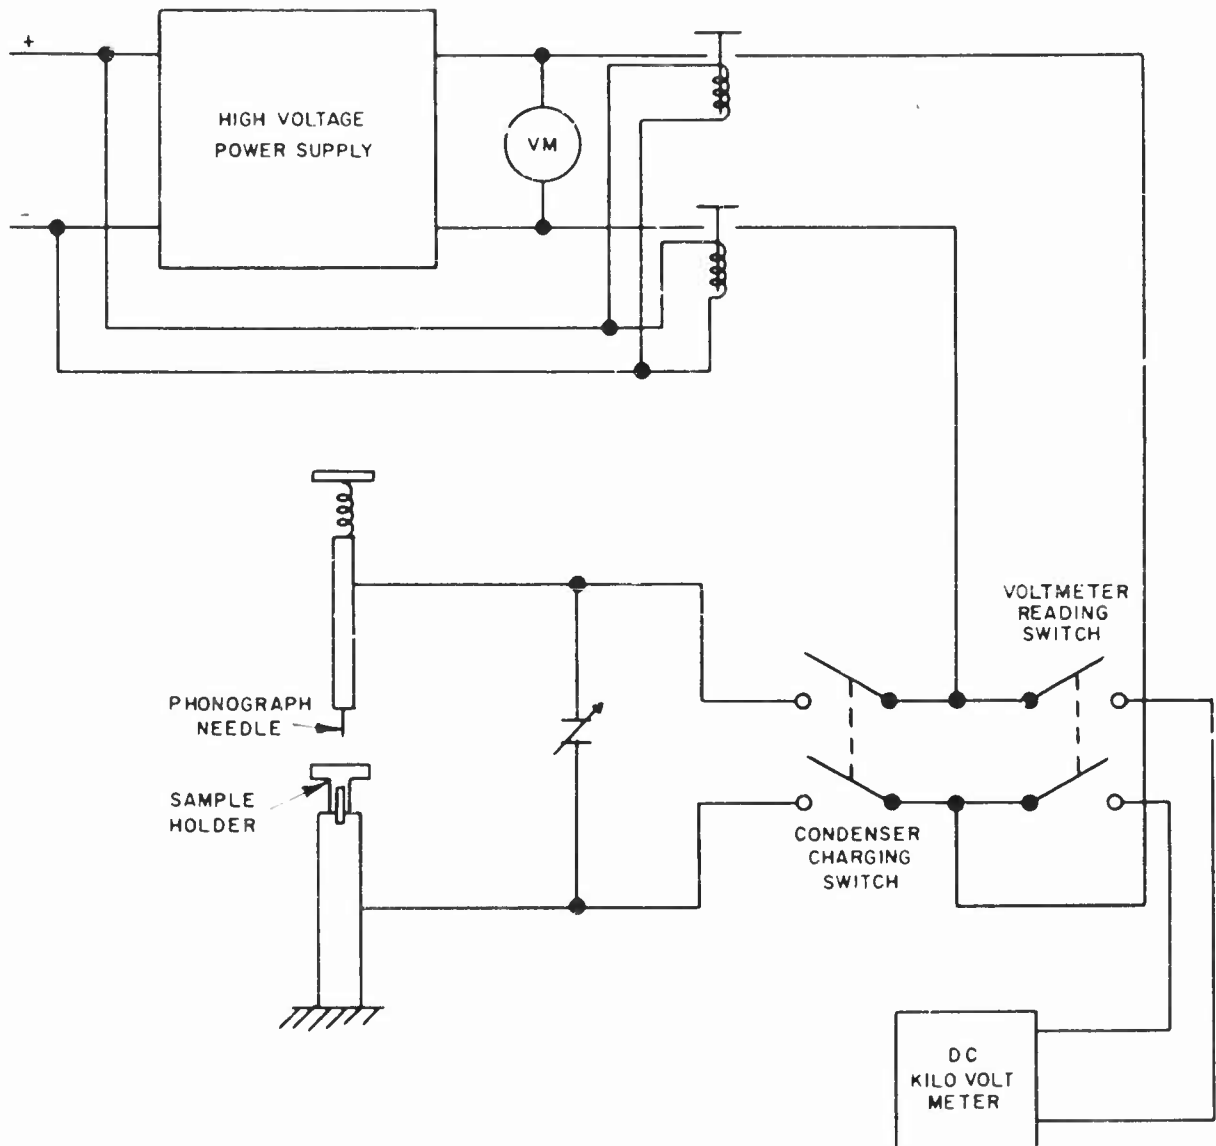 +
HIGH VOLTAGE
POWER SUPPLY
VM
-
VOLTMETER
READING
SWITCH
PHONOGRAPH
NEEDLE
SAMPLE
HOLDER
CONDENSER
CHARGING
SWITCH
DC
KILO VOLT
METER